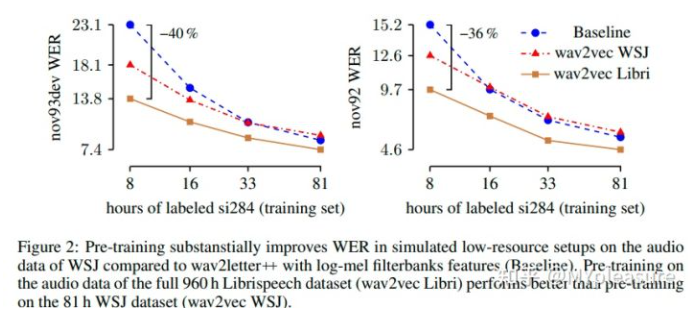 23.1
18.1
13.8
7.4
nov93dev WER
−40 %
8 16 33 81
hours of labeled si284 (training set)
15.2
12.6
9.7
4.6
nov92 WER
−36 %
Baseline
wav2vec WSJ
wav2vec Libri
8 16 33 81
hours of labeled si284 (training set)
Figure 2: Pre-training substantially improves WER in simulated low-resource setups on the audio
data of WSJ compared to wav2letter++ with log-mel filterbanks features (Baseline). Pre-training on
the audio data of the full 960 h Librispeech dataset (wav2vec Libri) performs better than pre-training
on the 81 h WSJ dataset (wav2vec WSJ).
知乎